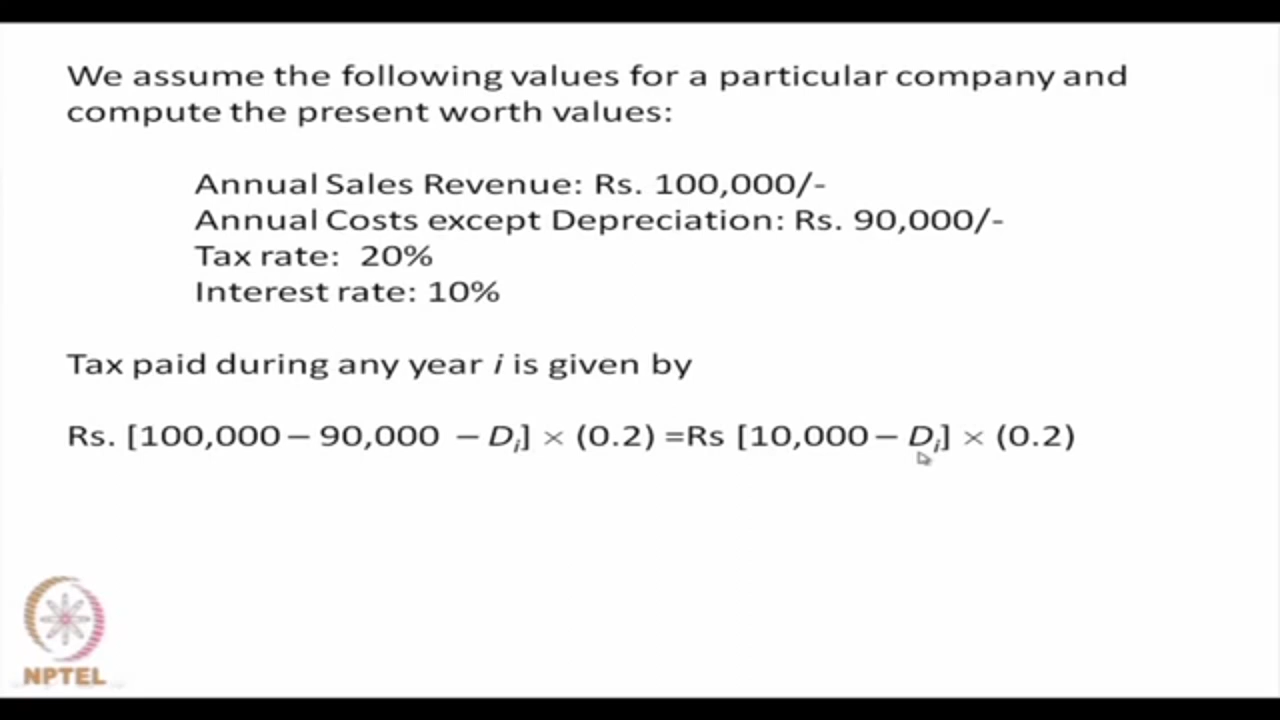 We assume the following values for a particular company and
compute the present worth values:
Annual Sales Revenue: Rs. 100,000/-
Annual Costs except Depreciation: Rs. 90,000/-
Tax rate: 20%
Interest rate: 10%
Tax paid during any year i is given by
Rs. [100,000 – 90,000 – Dᵢ] × (0.2) =Rs [10,000 – Dᵢ] × (0.2)
NPTEL